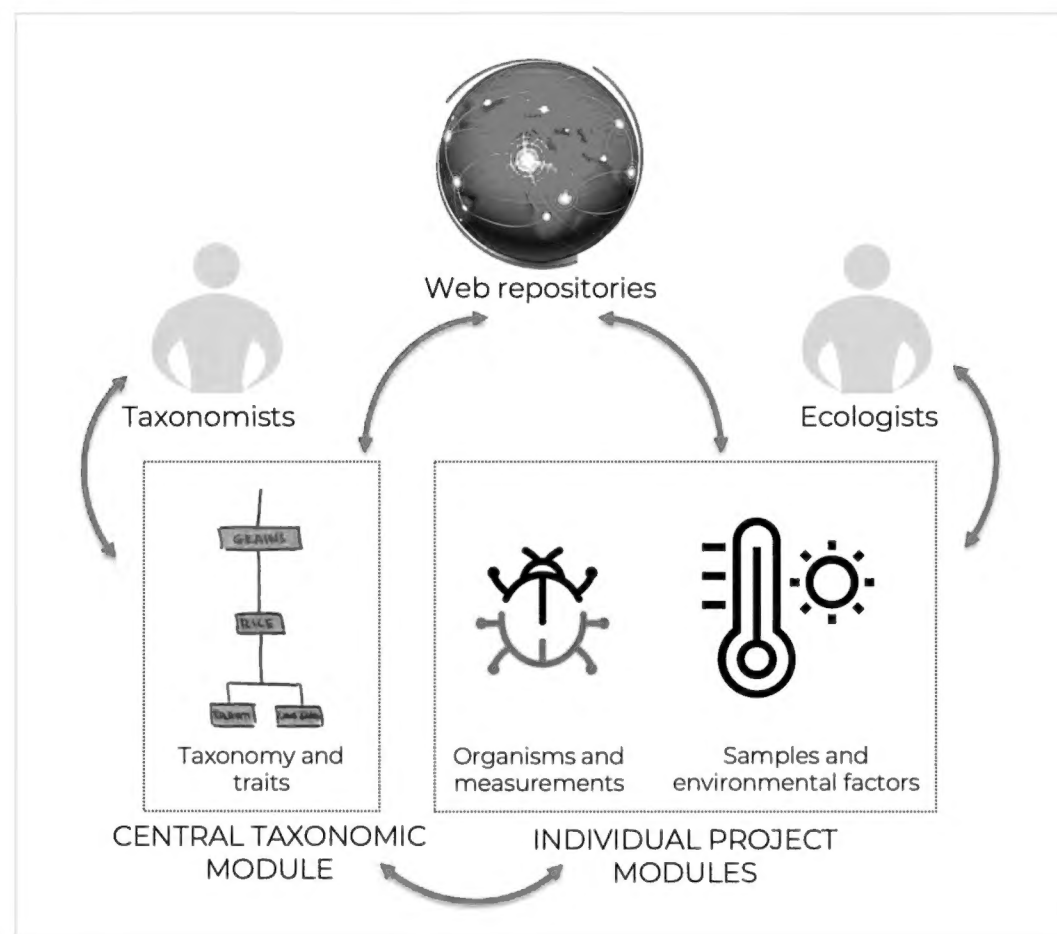 Web repositories
Taxonomists
Ecologists
GRAINS
RICE
Taxonomy and
traits
Organisms and
measurements
Samples and
environmental factors
CENTRAL TAXONOMIC
MODULE
INDIVIDUAL PROJECT
MODULES